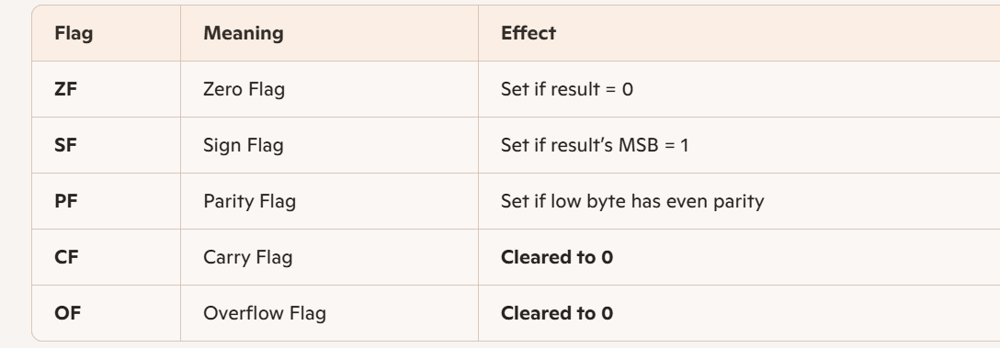 Flag Meaning Effect
ZF Zero Flag Set if result = 0
SF Sign Flag Set if result’s MSB = 1
PF Parity Flag Set if low byte has even parity
CF Carry Flag Cleared to 0
OF Overflow Flag Cleared to 0